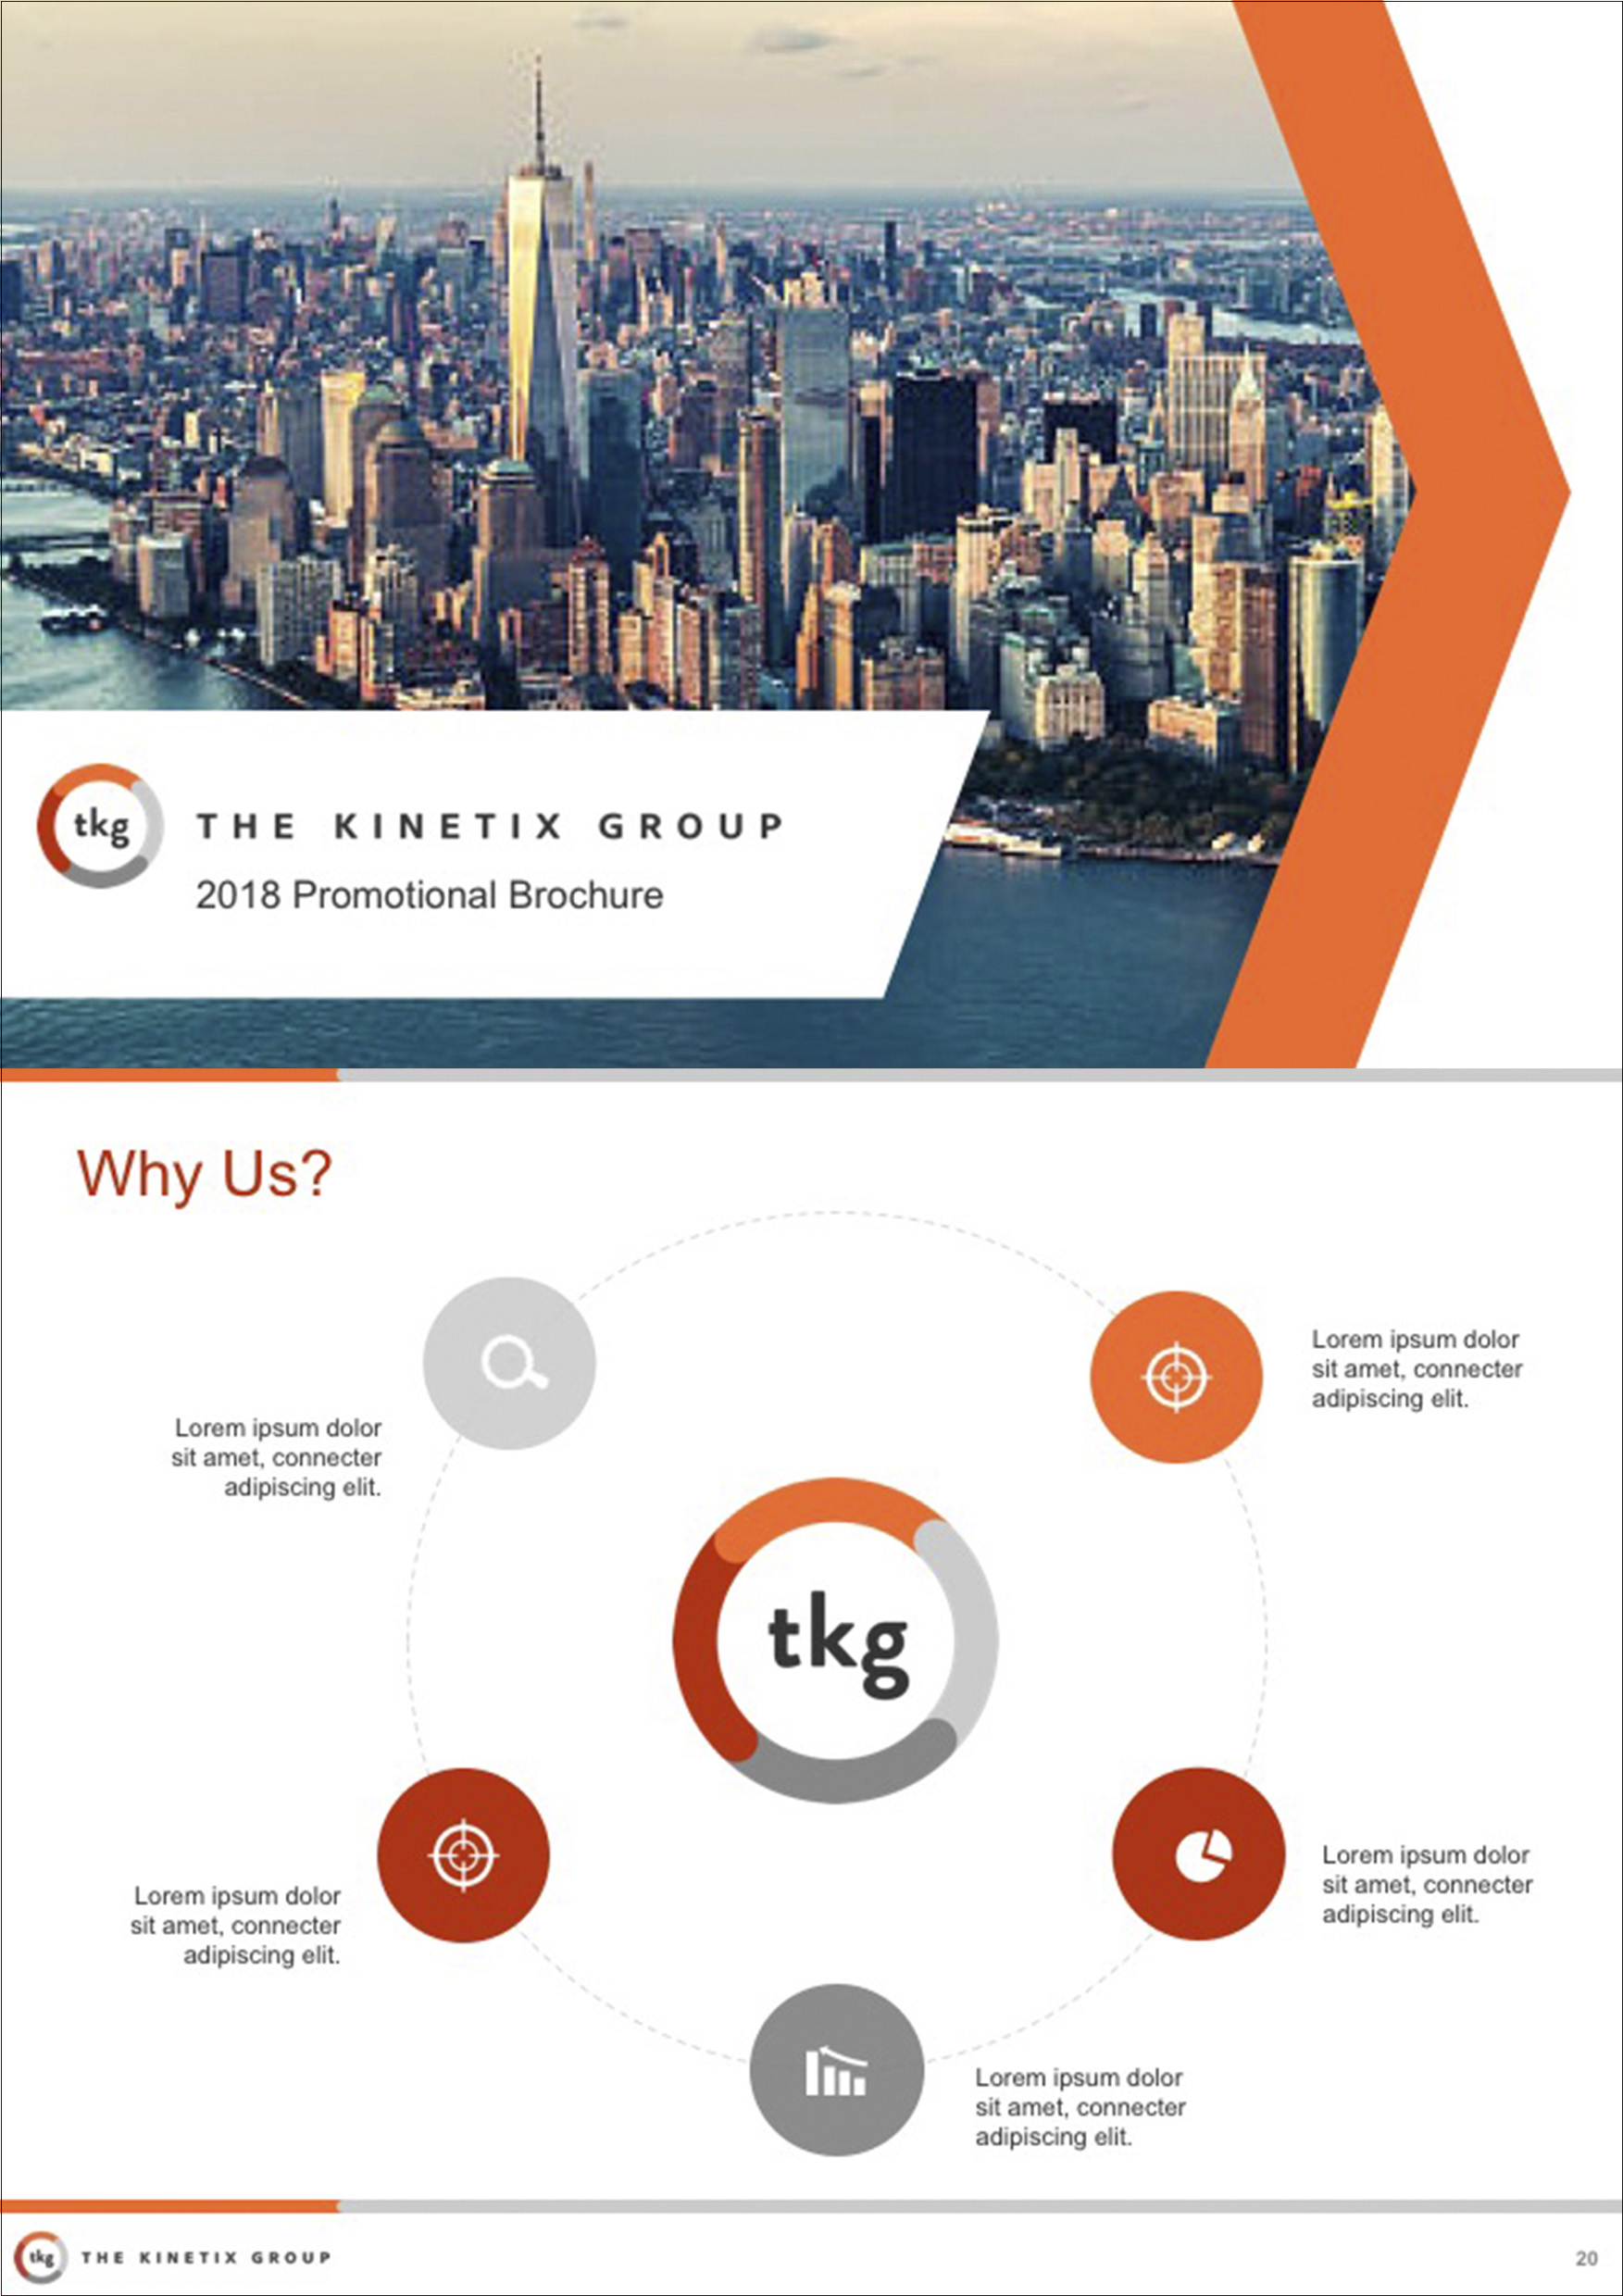 tkg
THE KINETIX GROUP
2018 Promotional Brochure
Why Us?
Lorem ipsum dolor
sit amet, connecter
adipiscing elit.
Lorem ipsum dolor
sit amet, connecter
adipiscing elit.
tkg
Lorem ipsum dolor
sit amet, connecter
adipiscing elit.
Lorem ipsum dolor
sit amet, connecter
adipiscing elit.
Lorem ipsum dolor
sit amet, connecter
adipiscing elit.
tkg
THE KINETIX GROUP
20